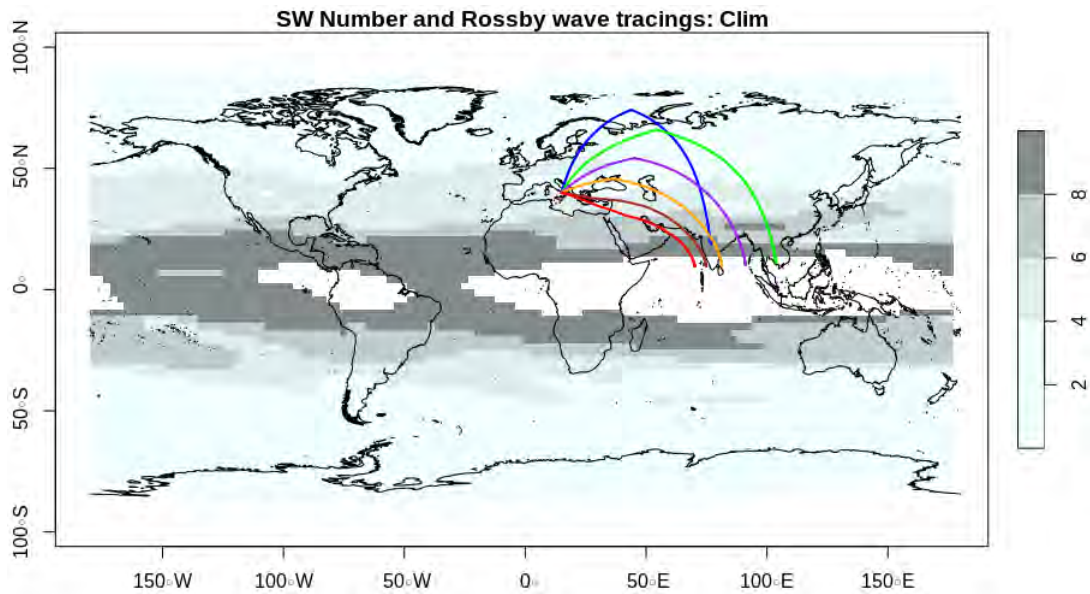 SW Number and Rossby wave tracings: Clim
100◦N
50◦N
0◦
50◦S
100◦S
150◦W
100◦W
50◦W
0◦
50◦E
100◦E
150◦E
8
6
4
2